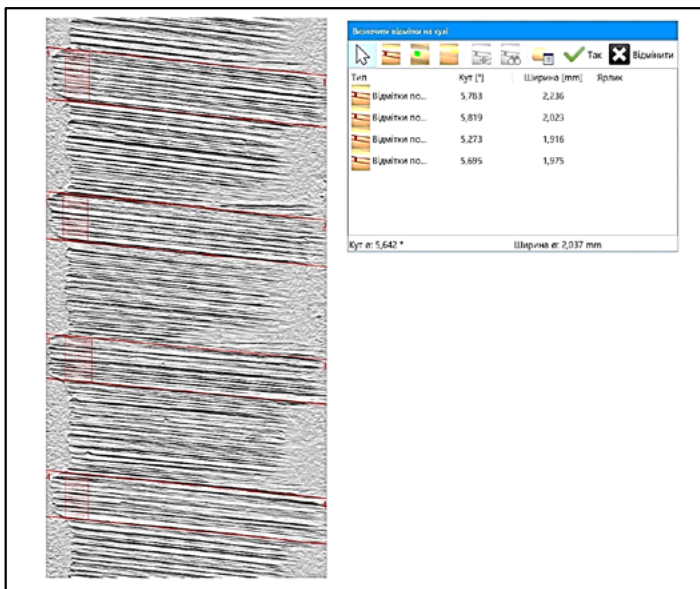 Визначити відмітки на кулі
Так Відмінити
Тип Кут [°] Ширина [mm] Ярлик
Відмітки по... 5,783 2,236
Відмітки по... 5,819 2,023
Відмітки по... 5,273 1,916
Відмітки по... 5,695 1,975
Кут ø: 5,642 ° Ширина ø: 2,037 mm